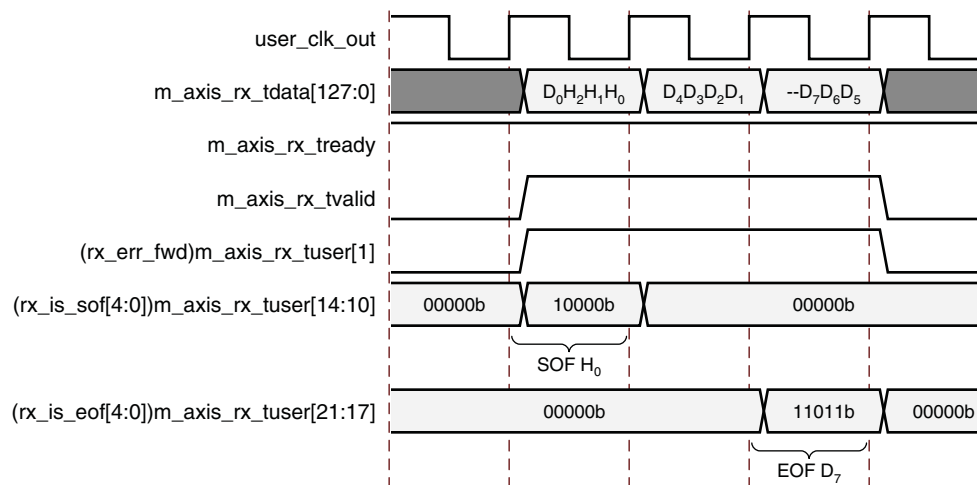 user_clk_out
m_axis_rx_tdata[127:0] D₀H₂H₁H₀ D₄D₃D₂D₁ --D₇D₆D₅
m_axis_rx_tready
m_axis_rx_tvalid
(rx_err_fwd)m_axis_rx_tuser[1]
(rx_is_sof[4:0])m_axis_rx_tuser[14:10] 00000b 10000b 00000b
SOF H₀
(rx_is_eof[4:0])m_axis_rx_tuser[21:17] 00000b 11011b 00000b
EOF D₇